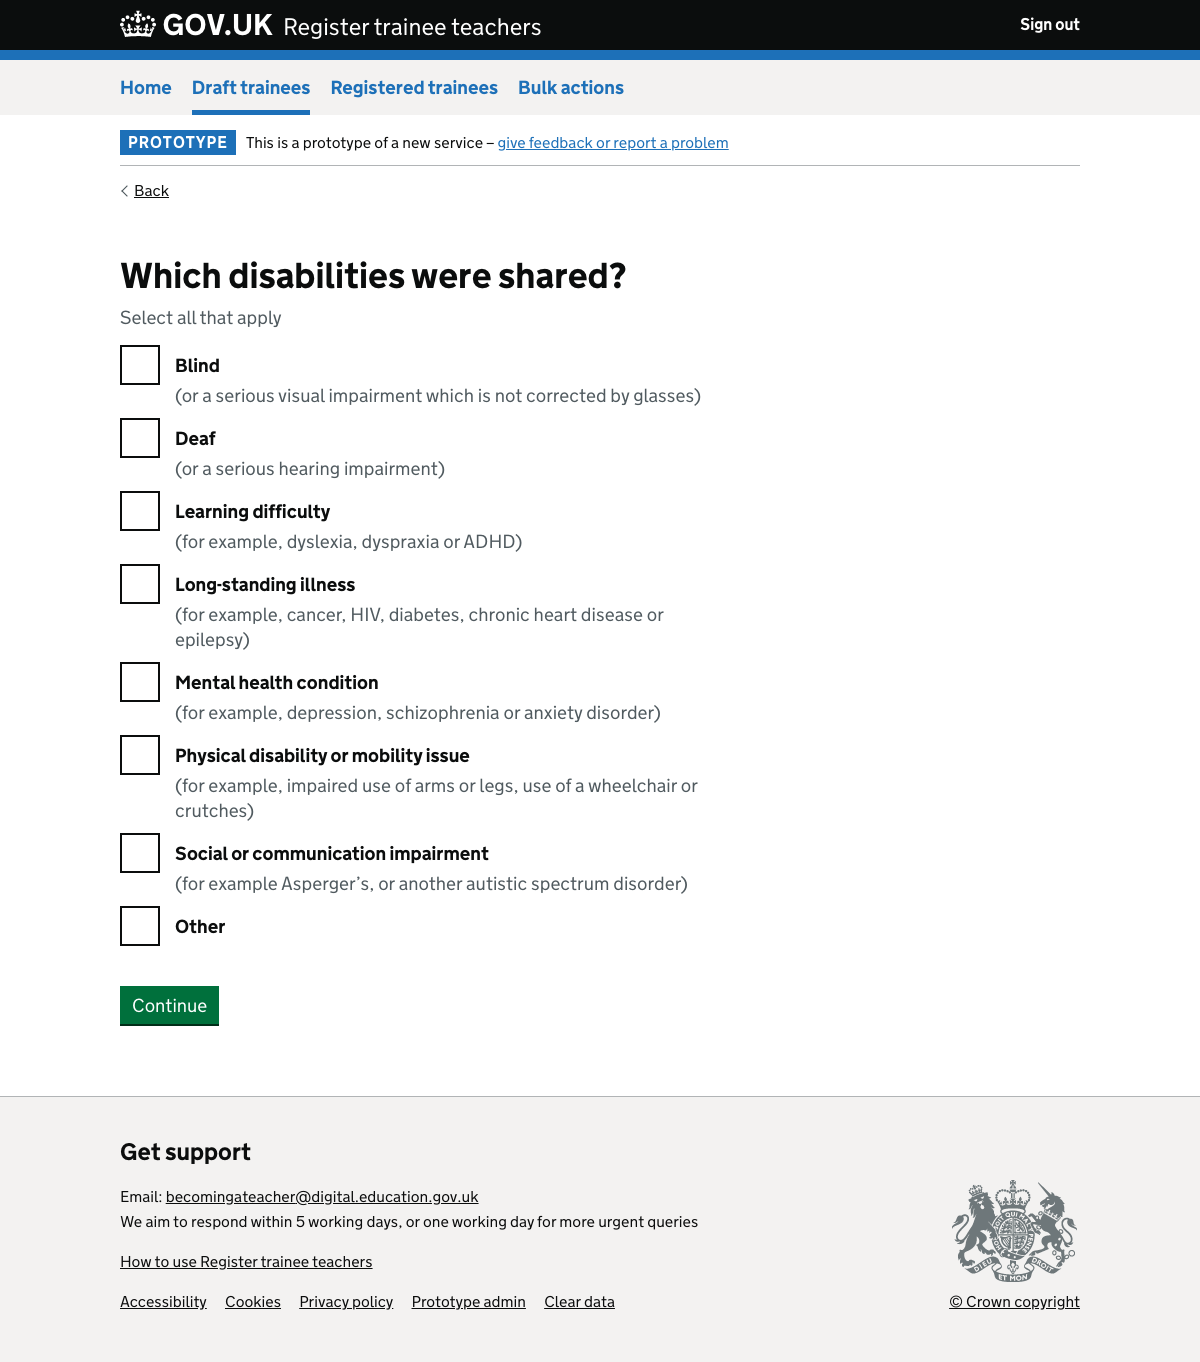 GOV.UK Register trainee teachers Sign out
Home Draft trainees Registered trainees Bulk actions
PROTOTYPE This is a prototype of a new service – give feedback or report a problem
Back
Which disabilities were shared?
Select all that apply
Blind
(or a serious visual impairment which is not corrected by glasses)
Deaf
(or a serious hearing impairment)
Learning difficulty
(for example, dyslexia, dyspraxia or ADHD)
Long-standing illness
(for example, cancer, HIV, diabetes, chronic heart disease or
epilepsy)
Mental health condition
(for example, depression, schizophrenia or anxiety disorder)
Physical disability or mobility issue
(for example, impaired use of arms or legs, use of a wheelchair or
crutches)
Social or communication impairment
(for example Asperger’s, or another autistic spectrum disorder)
Other
Continue
Get support
Email: becomingateacher@digital.education.gov.uk
We aim to respond within 5 working days, or one working day for more urgent queries
How to use Register trainee teachers
DIEU ET MON DROIT
Accessibility Cookies Privacy policy Prototype admin Clear data © Crown copyright